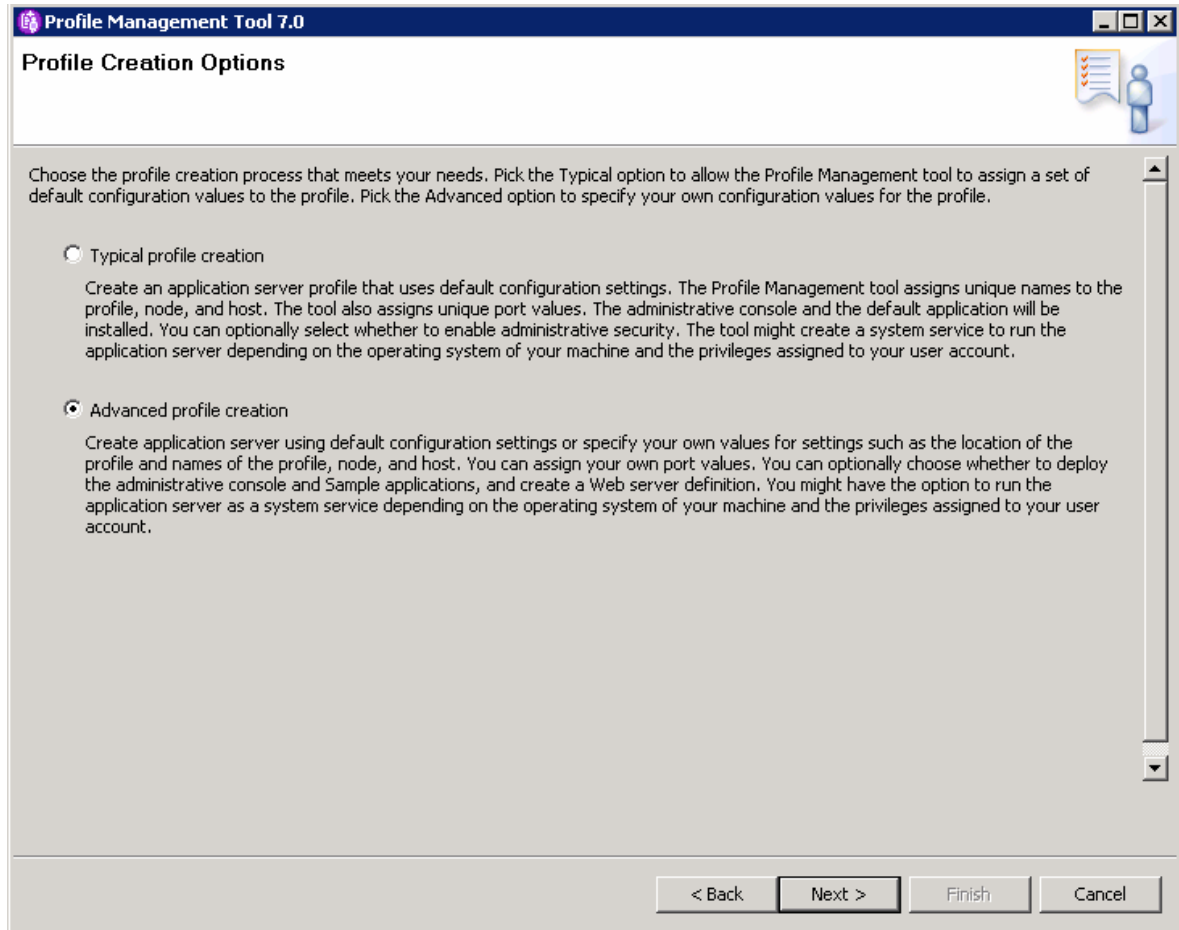 Profile Management Tool 7.0
Profile Creation Options
Choose the profile creation process that meets your needs. Pick the Typical option to allow the Profile Management tool to assign a set of
default configuration values to the profile. Pick the Advanced option to specify your own configuration values for the profile.
Typical profile creation
Create an application server profile that uses default configuration settings. The Profile Management tool assigns unique names to the
profile, node, and host. The tool also assigns unique port values. The administrative console and the default application will be
installed. You can optionally select whether to enable administrative security. The tool might create a system service to run the
application server depending on the operating system of your machine and the privileges assigned to your user account.
Advanced profile creation
Create application server using default configuration settings or specify your own values for settings such as the location of the
profile and names of the profile, node, and host. You can assign your own port values. You can optionally choose whether to deploy
the administrative console and Sample applications, and create a Web server definition. You might have the option to run the
application server as a system service depending on the operating system of your machine and the privileges assigned to your user
account.
< Back
Next >
Finish
Cancel